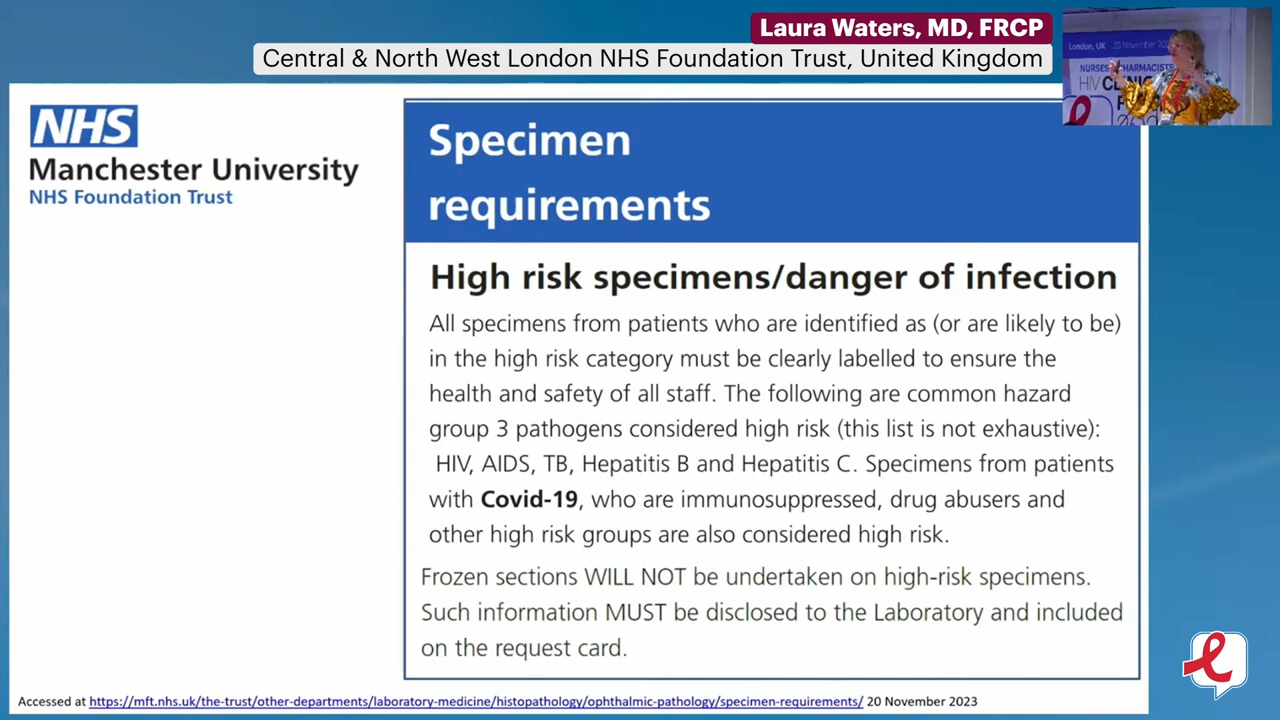 Laura Waters, MD, FRCP
Central & North West London NHS Foundation Trust, United Kingdom
London, UK
NURSES
PHARMACISTS
HIV
NHS
Manchester University
NHS Foundation Trust
Specimen
requirements
High risk specimens/danger of infection
All specimens from patients who are identified as (or are likely to be)
in the high risk category must be clearly labelled to ensure the
health and safety of all staff. The following are common hazard
group 3 pathogens considered high risk (this list is not exhaustive):
HIV, AIDS, TB, Hepatitis B and Hepatitis C. Specimens from patients
with Covid-19, who are immunosuppressed, drug abusers and
other high risk groups are also considered high risk.
Frozen sections WILL NOT be undertaken on high-risk specimens.
Such information MUST be disclosed to the Laboratory and included
on the request card.
Accessed at https://mft.nhs.uk/the-trust/other-departments/laboratory-medicine/histopathology/ophthalmic-pathology/specimen-requirements/ 20 November 2023